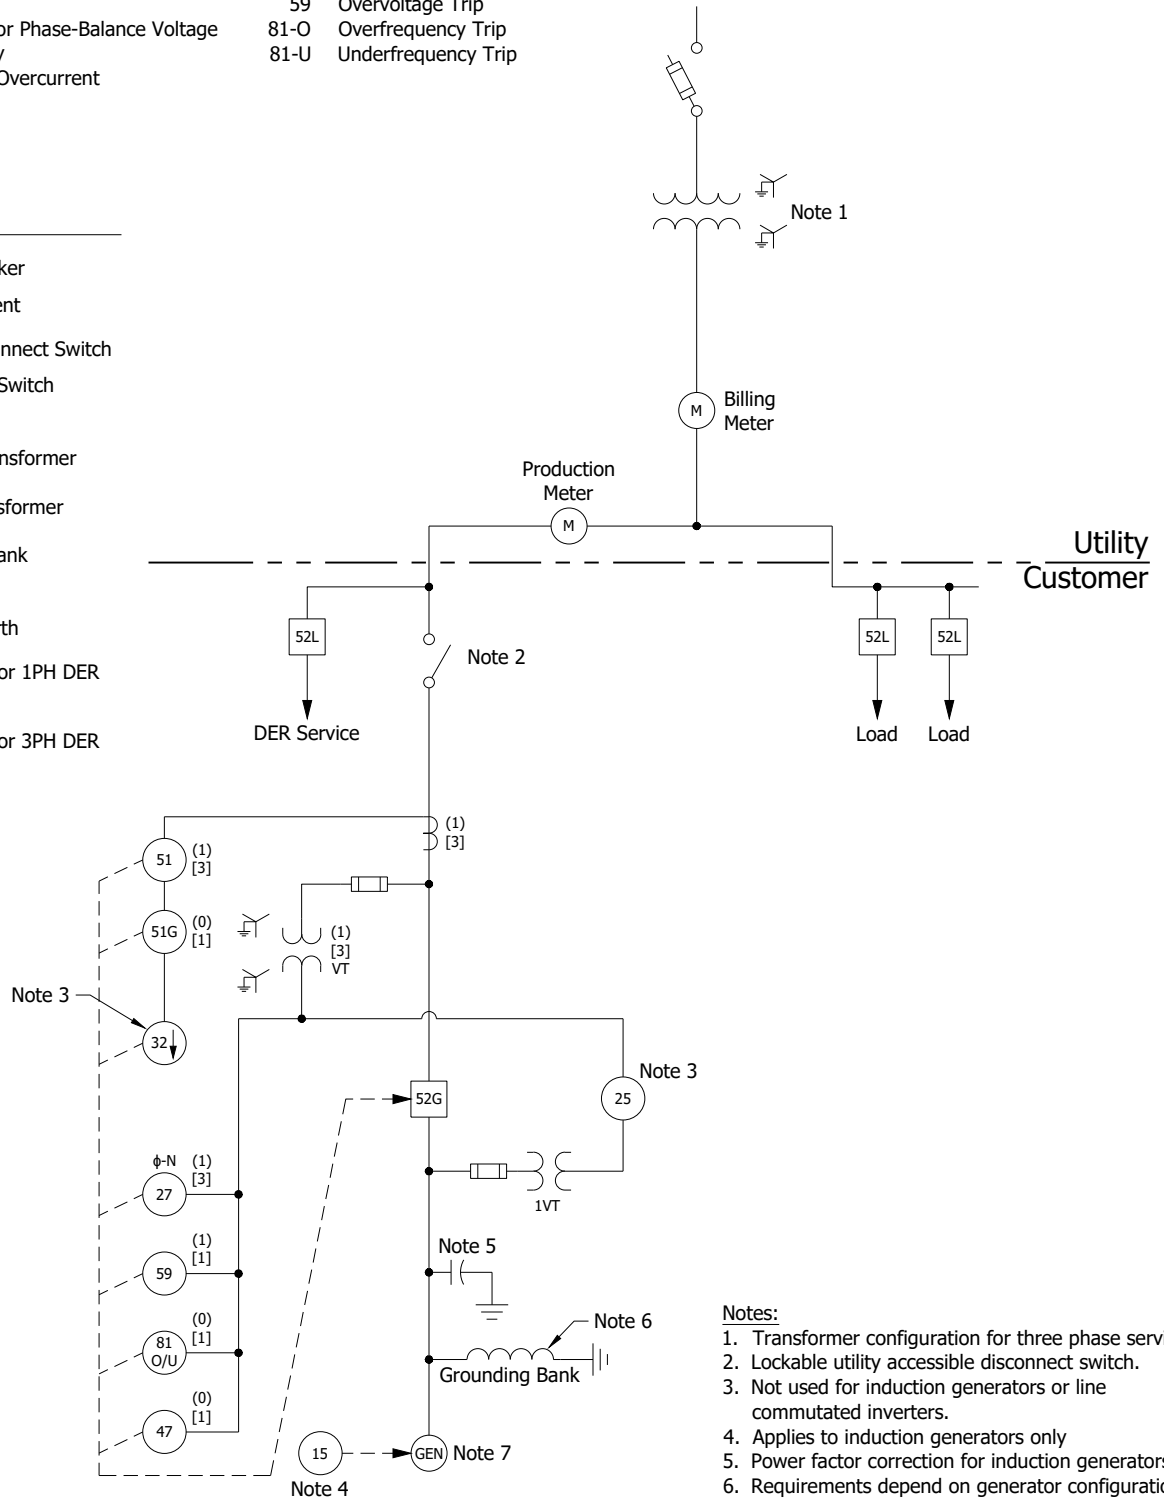 59 Overvoltage Trip
or Phase-Balance Voltage
81-O Overfrequency Trip
81-U Underfrequency Trip
Overcurrent
Note 1
ker
ent
nnect Switch
Switch
nsformer
sformer
ank
rth
or 1PH DER
or 3PH DER
M
Billing
Meter
Production
Meter
M
Utility
Customer
52L
Note 2
52L
52L
DER Service
Load
Load
(1)
[3]
51
(1)
[3]
51G
(0)
[1]
(1)
[3]
VT
Note 3
32
52G
25
Note 3
ϕ-N
(1)
[3]
27
1VT
(1)
[1]
59
Note 5
(0)
[1]
81
O/U
Note 6
Grounding Bank
(0)
[1]
47
15
GEN
Note 7
Note 4
Notes:
1. Transformer configuration for three phase servi
2. Lockable utility accessible disconnect switch.
3. Not used for induction generators or line
commutated inverters.
4. Applies to induction generators only
5. Power factor correction for induction generators
6. Requirements depend on generator configuratio